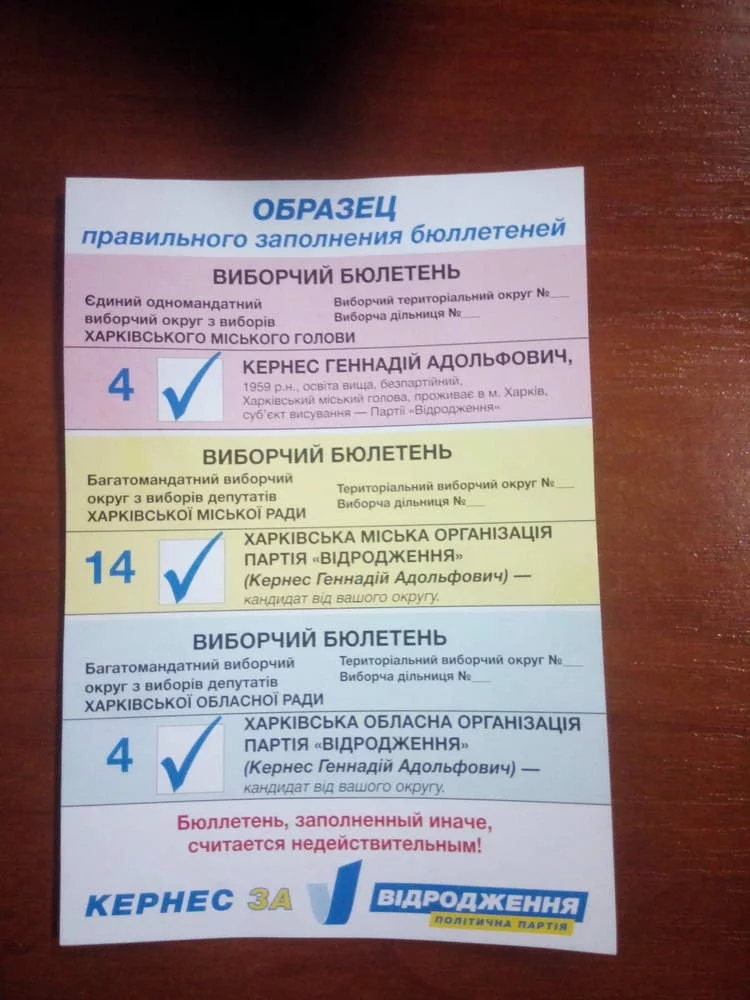 ОБРАЗЕЦ
правильного заполнения бюллетеней
ВИБОРЧИЙ БЮЛЕТЕНЬ
Єдиний одномандатний
виборчий округ з виборів
ХАРКІВСЬКОГО МІСЬКОГО ГОЛОВИ
Виборчий територіальний округ №___
Виборча дільниця №___
4
КЕРНЕС ГЕННАДІЙ АДОЛЬФОВИЧ,
1959 р.н., освіта вища, безпартійний,
Харківський міський голова, проживає в м. Харків,
суб'єкт висування — Партії «Відродження»
ВИБОРЧИЙ БЮЛЕТЕНЬ
Багатомандатний виборчий
округ з виборів депутатів
ХАРКІВСЬКОЇ МІСЬКОЇ РАДИ
Територіальний виборчий округ №___
Виборча дільниця №___
14
ХАРКІВСЬКА МІСЬКА ОРГАНІЗАЦІЯ
ПАРТІЯ «ВІДРОДЖЕННЯ»
(Кернес Геннадій Адольфович) —
кандидат від вашого округу.
ВИБОРЧИЙ БЮЛЕТЕНЬ
Багатомандатний виборчий
округ з виборів депутатів
ХАРКІВСЬКОЇ ОБЛАСНОЇ РАДИ
Територіальний виборчий округ №___
Виборча дільниця №___
4
ХАРКІВСЬКА ОБЛАСНА ОРГАНІЗАЦІЯ
ПАРТІЯ «ВІДРОДЖЕННЯ»
(Кернес Геннадій Адольфович) —
кандидат від вашого округу.
Бюллетень, заполненный иначе,
считается недействительным!
КЕРНЕС ЗА
ВІДРОДЖЕННЯ
ПОЛІТИЧНА ПАРТІЯ